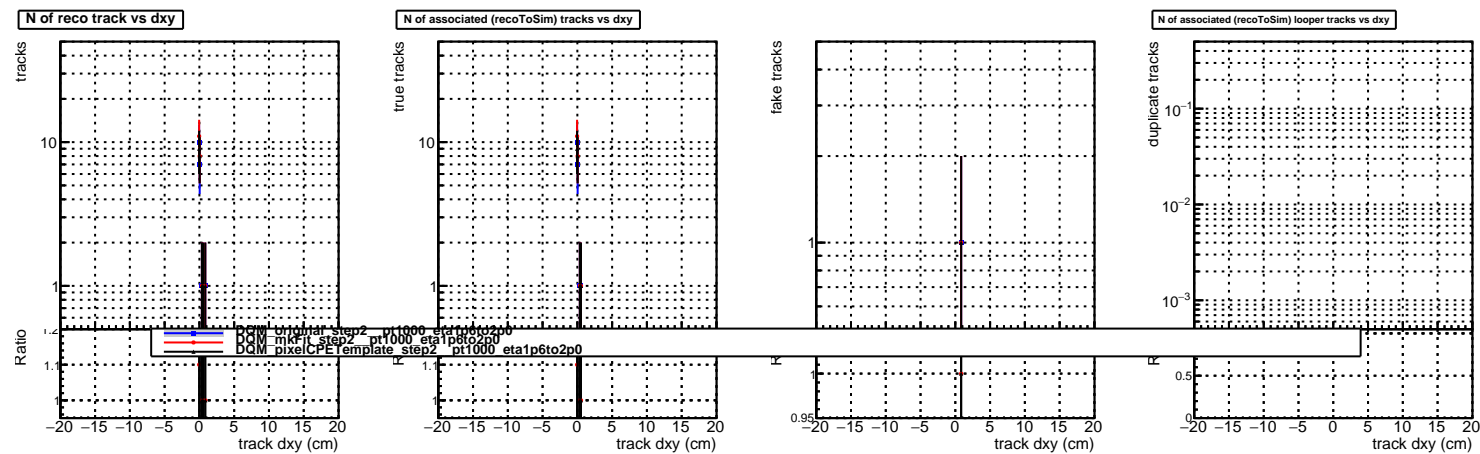 N of reco track vs dxy
tracks
10
1
Ratio
1.2
1.1
1
−20 −15 −10 −5 0 5 10 15 20
track dxy (cm)
N of associated (recoToSim) tracks vs dxy
true tracks
10
1
1.1
1
−20 −15 −10 −5 0 5 10 15 20
track dxy (cm)
fake tracks
1
1
0.95
−20 −15 −10 −5 0 5 10 15 20
track dxy (cm)
N of associated (recoToSim) looper tracks vs dxy
duplicate tracks
10−1
10−2
10−3
0.5
0
−20 −15 −10 −5 0 5 10 15 20
track dxy (cm)
DQM_original_step2__pt1000_eta1p6to2p0
DQM_mkFit_step2__pt1000_eta1p6to2p0
DQM_pixelCPETemplate_step2__pt1000_eta1p6to2p0